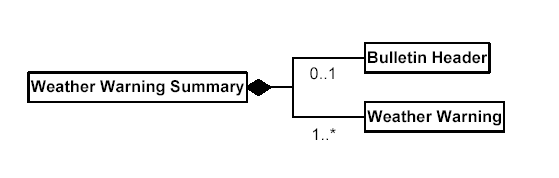 Bulletin Header
0..1
Weather Warning Summary
Weather Warning
1..*